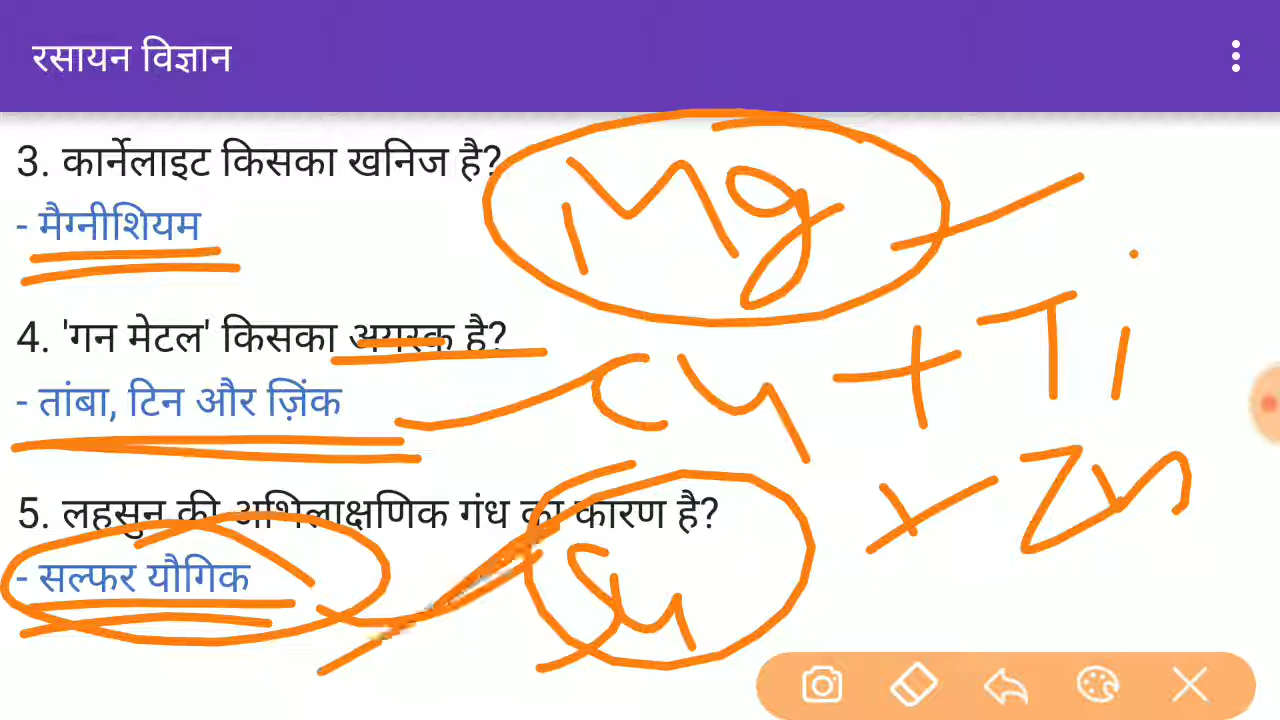 रसायन विज्ञान
3. कार्नेलाइट किसका खनिज है?
Mg
- मैग्नीशियम
4. 'गन मेटल' किसका अयस्क है?
- तांबा, टिन और ज़िंक
Cu + Ti
+ Zn
5. लहसुन की अभिलाक्षणिक गंध का कारण है?
- सल्फर यौगिक
Su